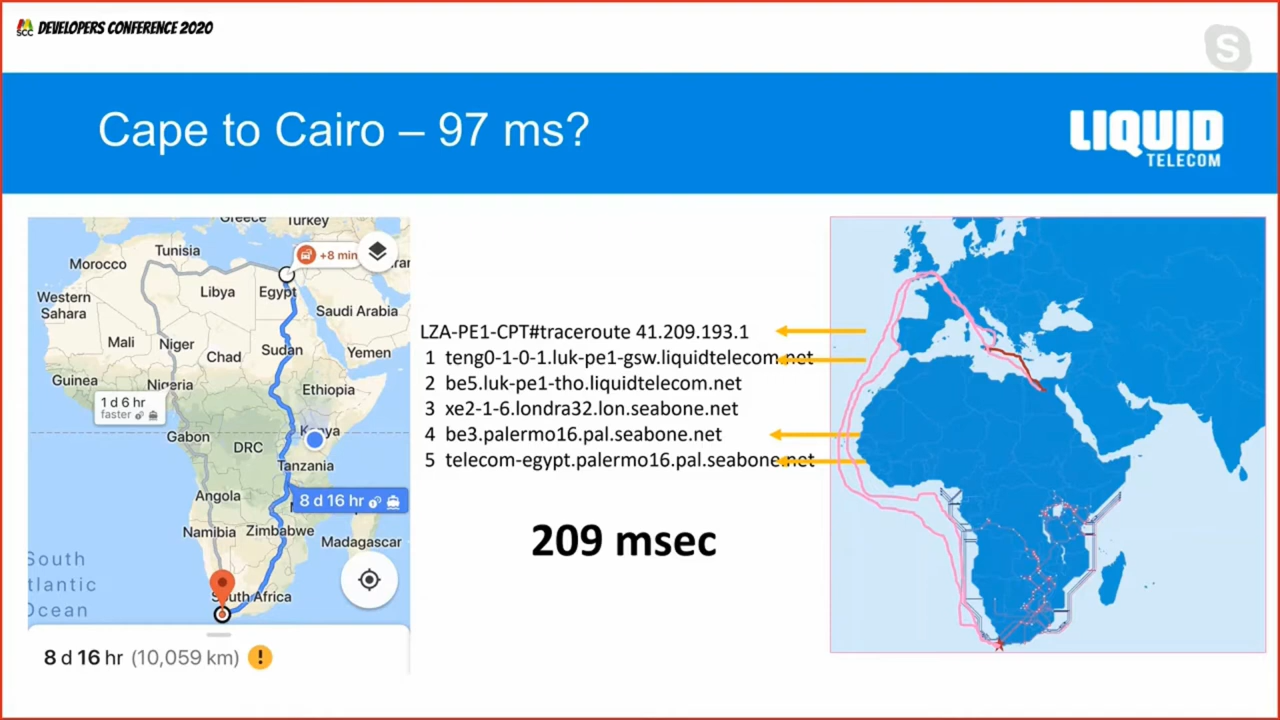 SCC DEVELOPERS CONFERENCE 2020
S
Cape to Cairo – 97 ms?
LIQUID
TELECOM
Greece
Turkey
Tunisia
+8 min
Morocco
Iran
Libya
Egypt
Western
Sahara
Saudi Arabia
Mali
Niger
Chad
Sudan
Yemen
Guinea
Nigeria
Ethiopia
1 d 6 hr
faster
Gabon
DRC
Kenya
Tanzania
Angola
8 d 16 hr
Namibia
Zimbabwe
Madagascar
South
Atlantic
Ocean
South Africa
8 d 16 hr (10,059 km) !
LZA-PE1-CPT#traceroute 41.209.193.1
1 teng0-1-0-1.luk-pe1-gsw.liquidtelecom.net
2 be5.luk-pe1-tho.liquidtelecom.net
3 xe2-1-6.londra32.lon.seabone.net
4 be3.palermo16.pal.seabone.net
5 telecom-egypt.palermo16.pal.seabone.net
209 msec